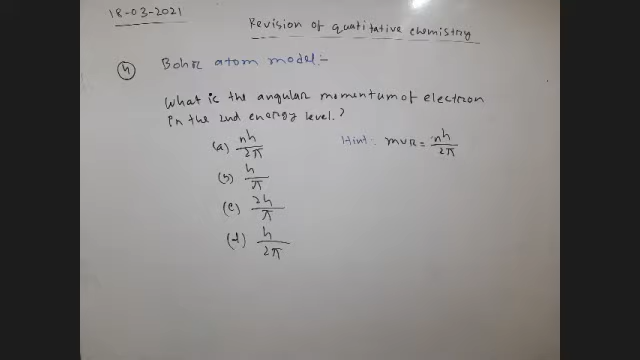 18-03-2021
Revision of quatitative chemistry
(4) Bohr atom model:-
What is the angular momentum of electron
in the 2nd energy level.?
(a) nh/2π
Hint: mvr = nh/2π
(b) h/π
(c) 2h/π
(d) h/2π